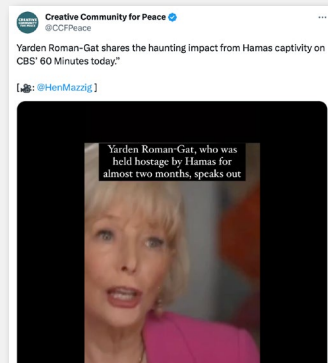 Creative Community for Peace
@CCFPeace
Yarden Roman-Gat shares the haunting impact from Hamas captivity on
CBS' 60 Minutes today."
[🎥: @HenMazzig ]
Yarden Roman-Gat, who was
held hostage by Hamas for
almost two months, speaks out